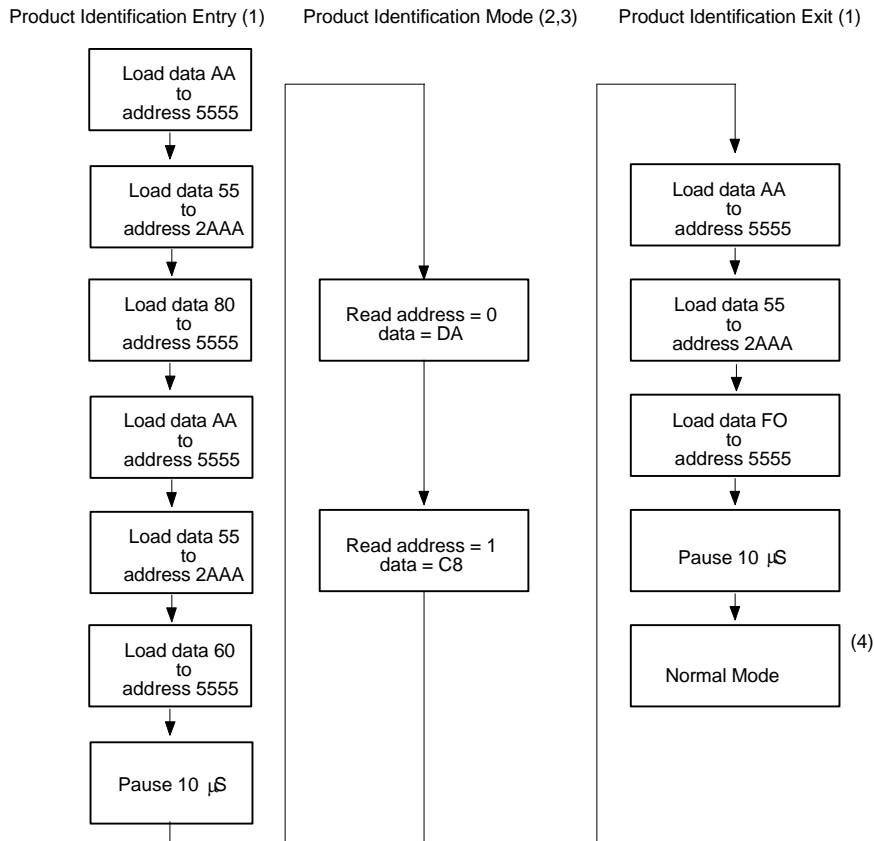 Product Identification Entry (1)
Load data AA
to
address 5555
Load data 55
to
address 2AAA
Load data 80
to
address 5555
Load data AA
to
address 5555
Load data 55
to
address 2AAA
Load data 60
to
address 5555
Pause 10 µS
Product Identification Mode (2,3)
Read address = 0
data = DA
Read address = 1
data = C8
Product Identification Exit (1)
Load data AA
to
address 5555
Load data 55
to
address 2AAA
Load data FO
to
address 5555
Pause 10 µS
Normal Mode
(4)